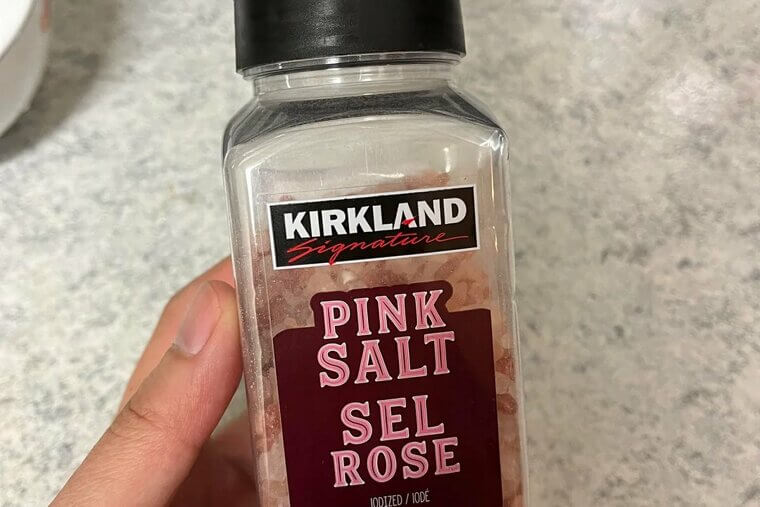 KIRKLAND
Signature
PINK
SALT
SEL
ROSE
IODIZED / IODÉ